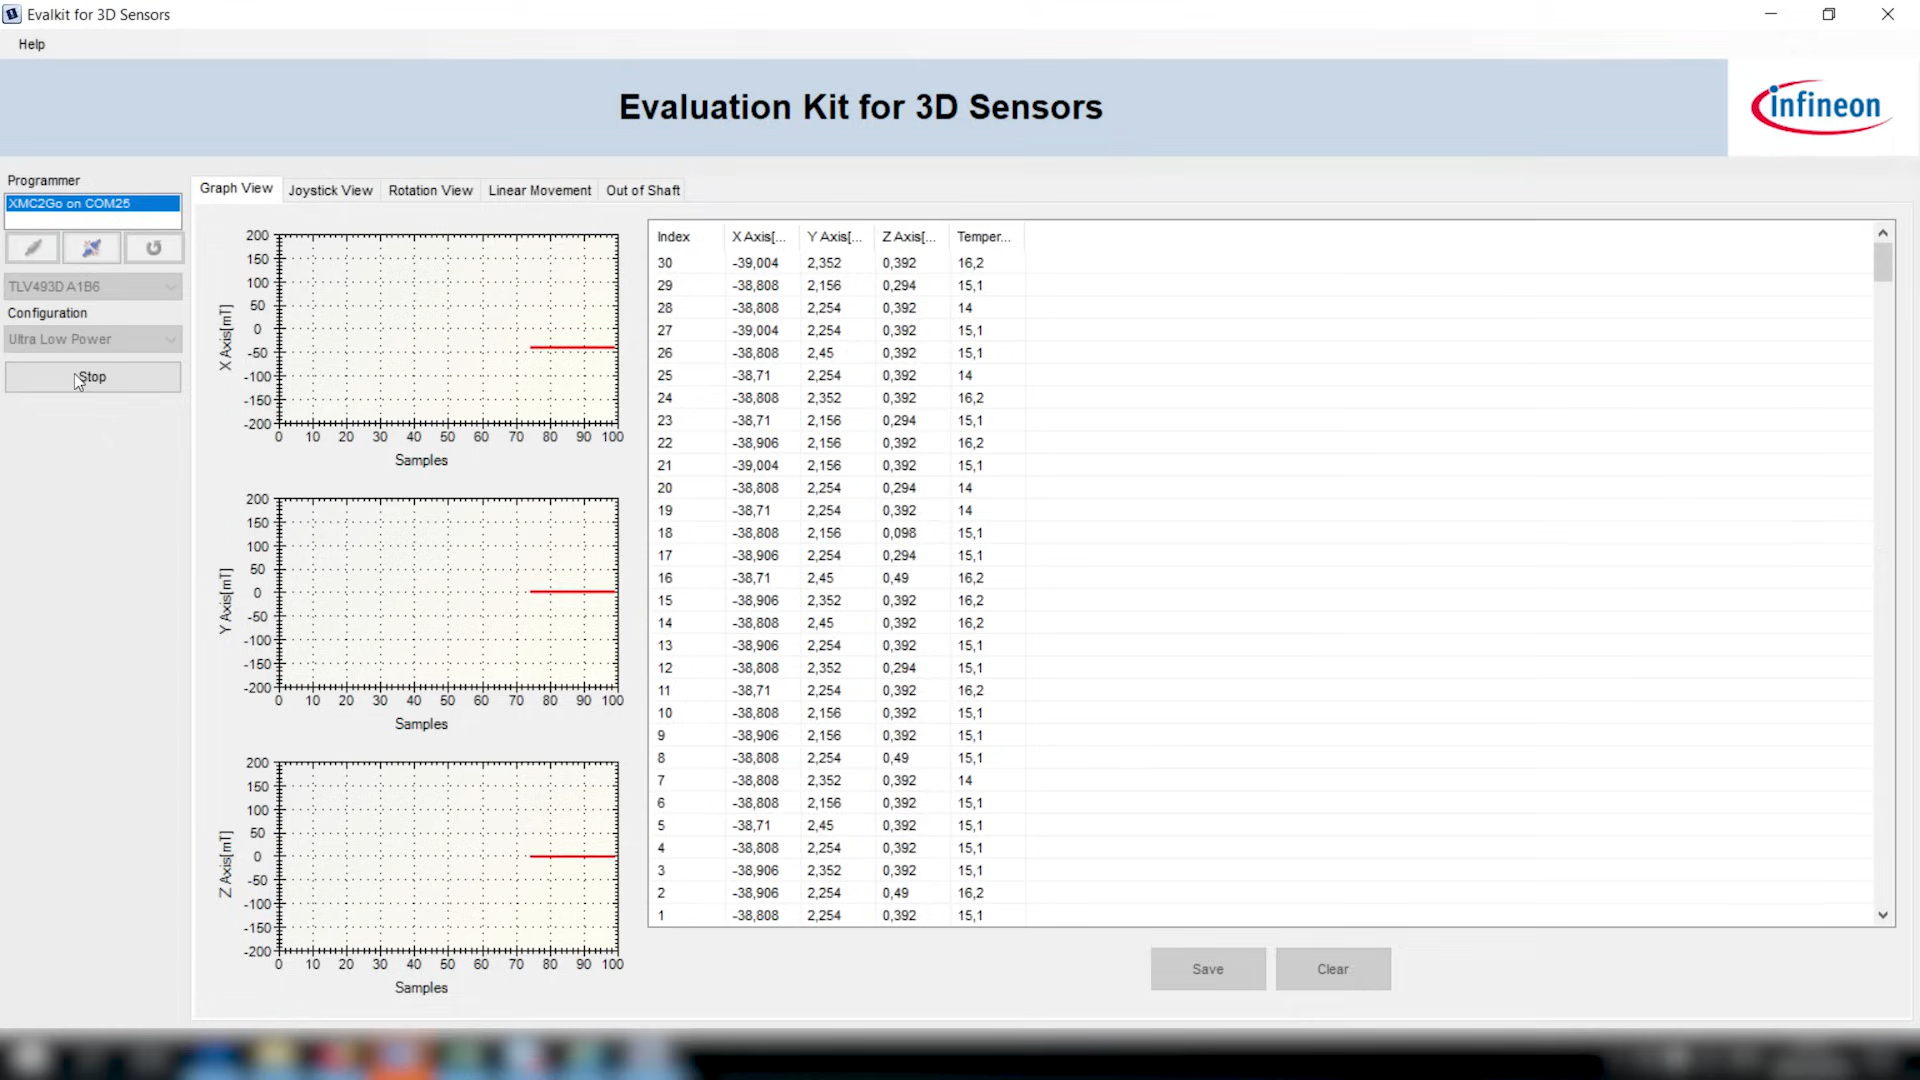 Evalkit for 3D Sensors
Help
Evaluation Kit for 3D Sensors
infineon
Programmer
XMC2Go on COM25
TLV493D A1B6
Configuration
Ultra Low Power
Stop
Graph View Joystick View Rotation View Linear Movement Out of Shaft
X Axis[mT]
200
150
100
50
0
-50
-100
-150
-200
0 10 20 30 40 50 60 70 80 90 100
Samples
Y Axis[mT]
200
150
100
50
0
-50
-100
-150
-200
0 10 20 30 40 50 60 70 80 90 100
Samples
Z Axis[mT]
200
150
100
50
0
-50
-100
-150
-200
0 10 20 30 40 50 60 70 80 90 100
Samples
Index X Axis[... Y Axis[... Z Axis[... Temper...
30 -39,004 2,352 0,392 16,2
29 -38,808 2,156 0,294 15,1
28 -38,808 2,254 0,392 14
27 -39,004 2,254 0,392 15,1
26 -38,808 2,45 0,392 15,1
25 -38,71 2,254 0,392 14
24 -38,808 2,352 0,392 16,2
23 -38,71 2,156 0,294 15,1
22 -38,906 2,156 0,392 16,2
21 -39,004 2,156 0,392 15,1
20 -38,808 2,254 0,294 14
19 -38,71 2,254 0,392 14
18 -38,808 2,156 0,098 15,1
17 -38,906 2,254 0,294 15,1
16 -38,71 2,45 0,49 16,2
15 -38,906 2,352 0,392 16,2
14 -38,808 2,45 0,392 16,2
13 -38,906 2,254 0,392 15,1
12 -38,808 2,352 0,294 15,1
11 -38,71 2,254 0,392 16,2
10 -38,808 2,156 0,392 15,1
9 -38,906 2,156 0,392 15,1
8 -38,808 2,254 0,49 15,1
7 -38,808 2,352 0,392 14
6 -38,808 2,156 0,392 15,1
5 -38,71 2,45 0,392 15,1
4 -38,808 2,254 0,392 15,1
3 -38,906 2,352 0,392 15,1
2 -38,906 2,254 0,49 16,2
1 -38,808 2,254 0,392 15,1
Save Clear